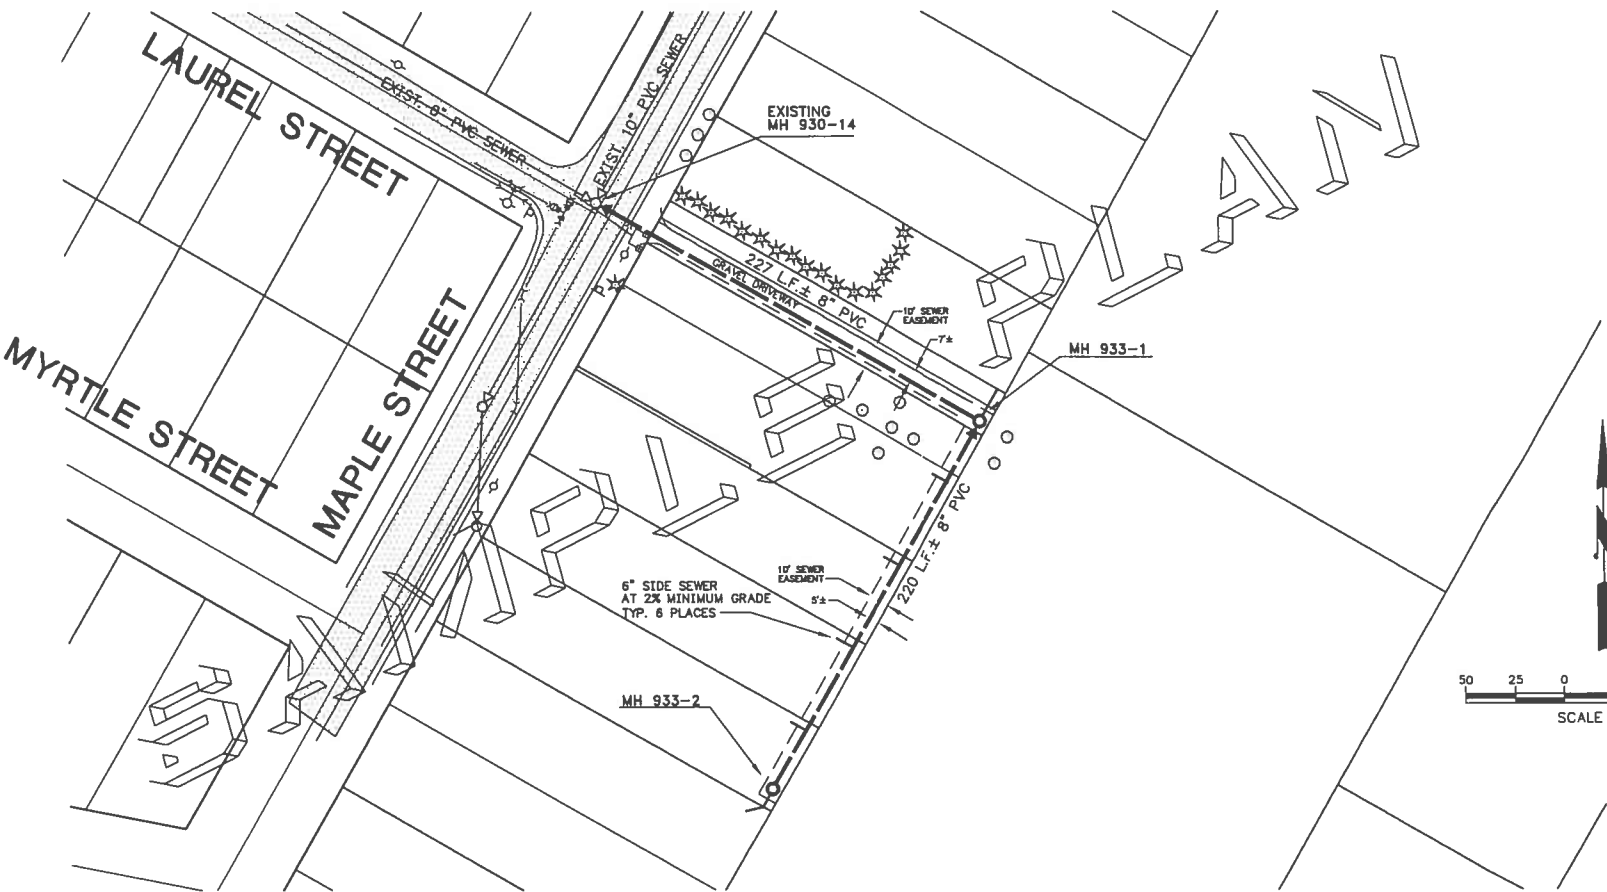 LAUREL STREET
EXIST. 8" PVC SEWER
EXIST. 10" PVC SEWER
EXISTING
MH 930-14
227 L.F.± 8" PVC
GRAVEL DRIVEWAY
10' SEWER
EASEMENT
7'±
MH 933-1
P
P
MYRTLE STREET
MAPLE STREET
220 L.F.± 8" PVC
10' SEWER
EASEMENT
5'±
6" SIDE SEWER
AT 2% MINIMUM GRADE
TYP. 6 PLACES
MH 933-2
50 25 0
SCALE
PLAN